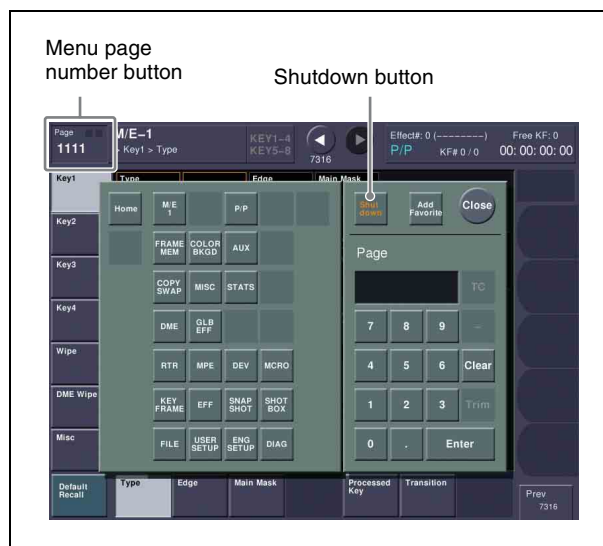 Menu page
number button
Shutdown button
Page
1111
M/E-1
> Key1 > Type
KEY1-4
KEY5-8
7316
Effect#: 0 (--------)
Free KF: 0
P/P
KF# 0 / 0
00: 00: 00: 00
Key1
Type
Edge
Main Mask
Key2
Key3
Key4
Wipe
DME Wipe
Misc
Home
M/E
1
P/P
FRAME
MEM
COLOR
BKGD
AUX
COPY
SWAP
MISC
STATS
DME
GLB
EFF
RTR
MPE
DEV
MCRO
KEY
FRAME
EFF
SNAP
SHOT
SHOT
BOX
FILE
USER
SETUP
ENG
SETUP
DIAG
Shut
down
Add
Favorite
Close
Page
TC
7
8
9
–
4
5
6
Clear
1
2
3
Trim
0
.
Enter
Default
Recall
Type
Edge
Main Mask
Processed
Key
Transition
Prev
7316